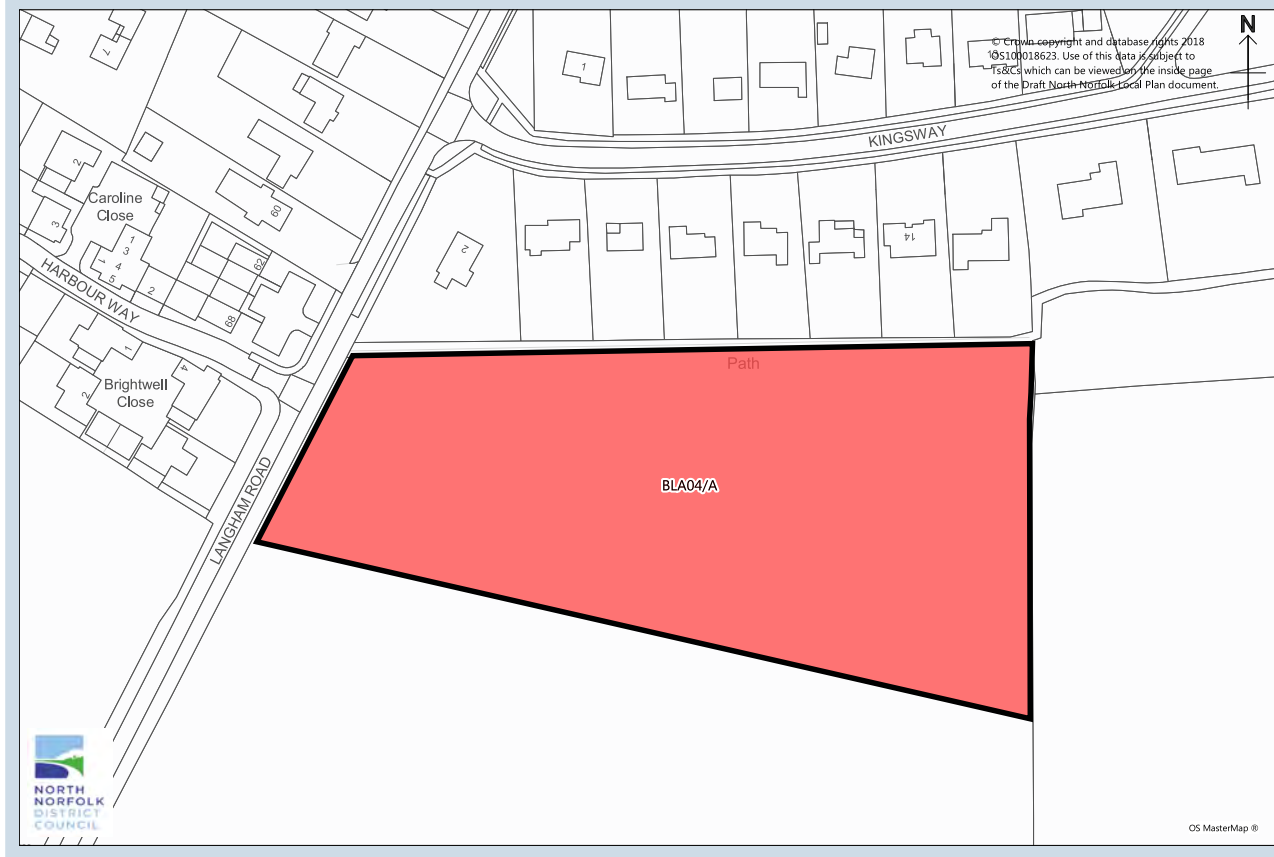 N
© Crown copyright and database rights 2018
OS100018623. Use of this data is subject to
Ts&Cs which can be viewed on the inside page
of the Draft North Norfolk Local Plan document.
7
1
13
KINGSWAY
2
Caroline
Close
3
60
1
3
1
4
5
2
62
68
HARBOUR WAY
2
14
1
Brightwell
Close
4
2
Path
LANGHAM ROAD
BLA04/A
NORTH
NORFOLK
DISTRICT
COUNCIL
OS MasterMap ®